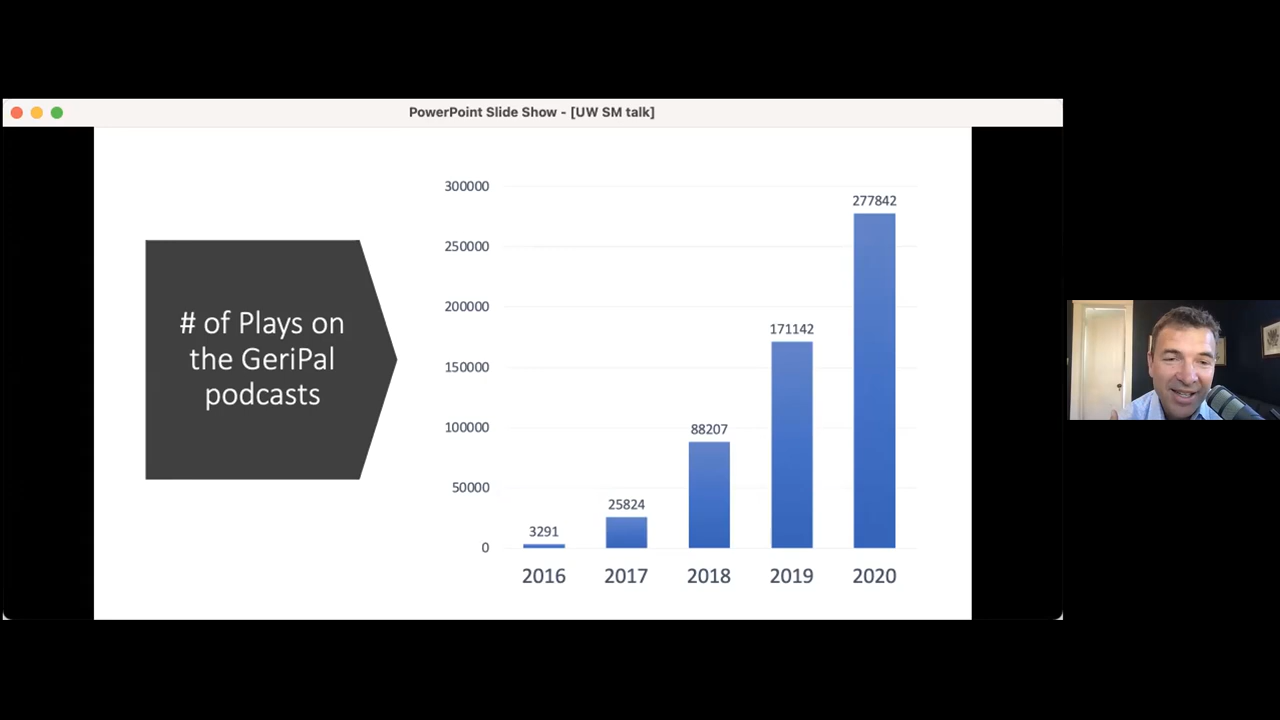 PowerPoint Slide Show - [UW SM talk]
# of Plays on
the GeriPal
podcasts
300000
250000
200000
150000
100000
50000
0
3291
25824
88207
171142
277842
2016 2017 2018 2019 2020